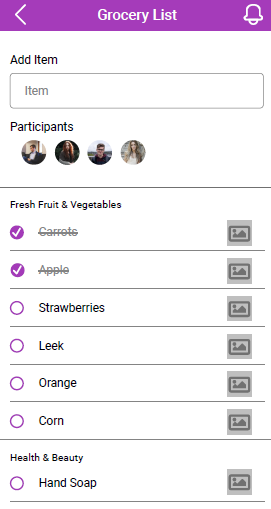 Grocery List
Add Item
Item
Participants
Fresh Fruit & Vegetables
Carrots
Apple
Strawberries
Leek
Orange
Corn
Health & Beauty
Hand Soap